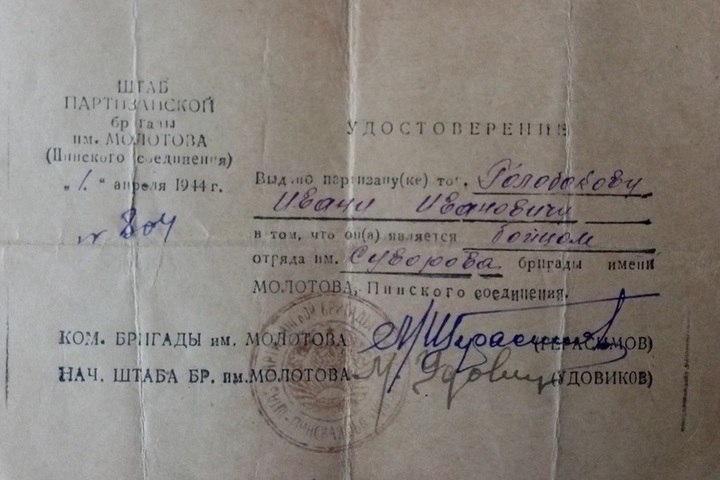 ШТАБ
ПАРТИЗАНСКОЙ
бригады
им. МОЛОТОВА
(Пинского соединения)
„1." апреля 1944 г.
№ 804
УДОСТОВЕРЕНИЕ
Выдано партизану(ке) тов. Голобокову
Ивану Ивановичу
в том, что он(а) является бойцом
отряда им. Суворова бригады имени
МОЛОТОВА, Пинского соединения.
КОМ. БРИГАДЫ им. МОЛОТОВА (ГЕРАСИМОВ)
НАЧ. ШТАБА БР. им. МОЛОТОВА (УДОВИКОВ)